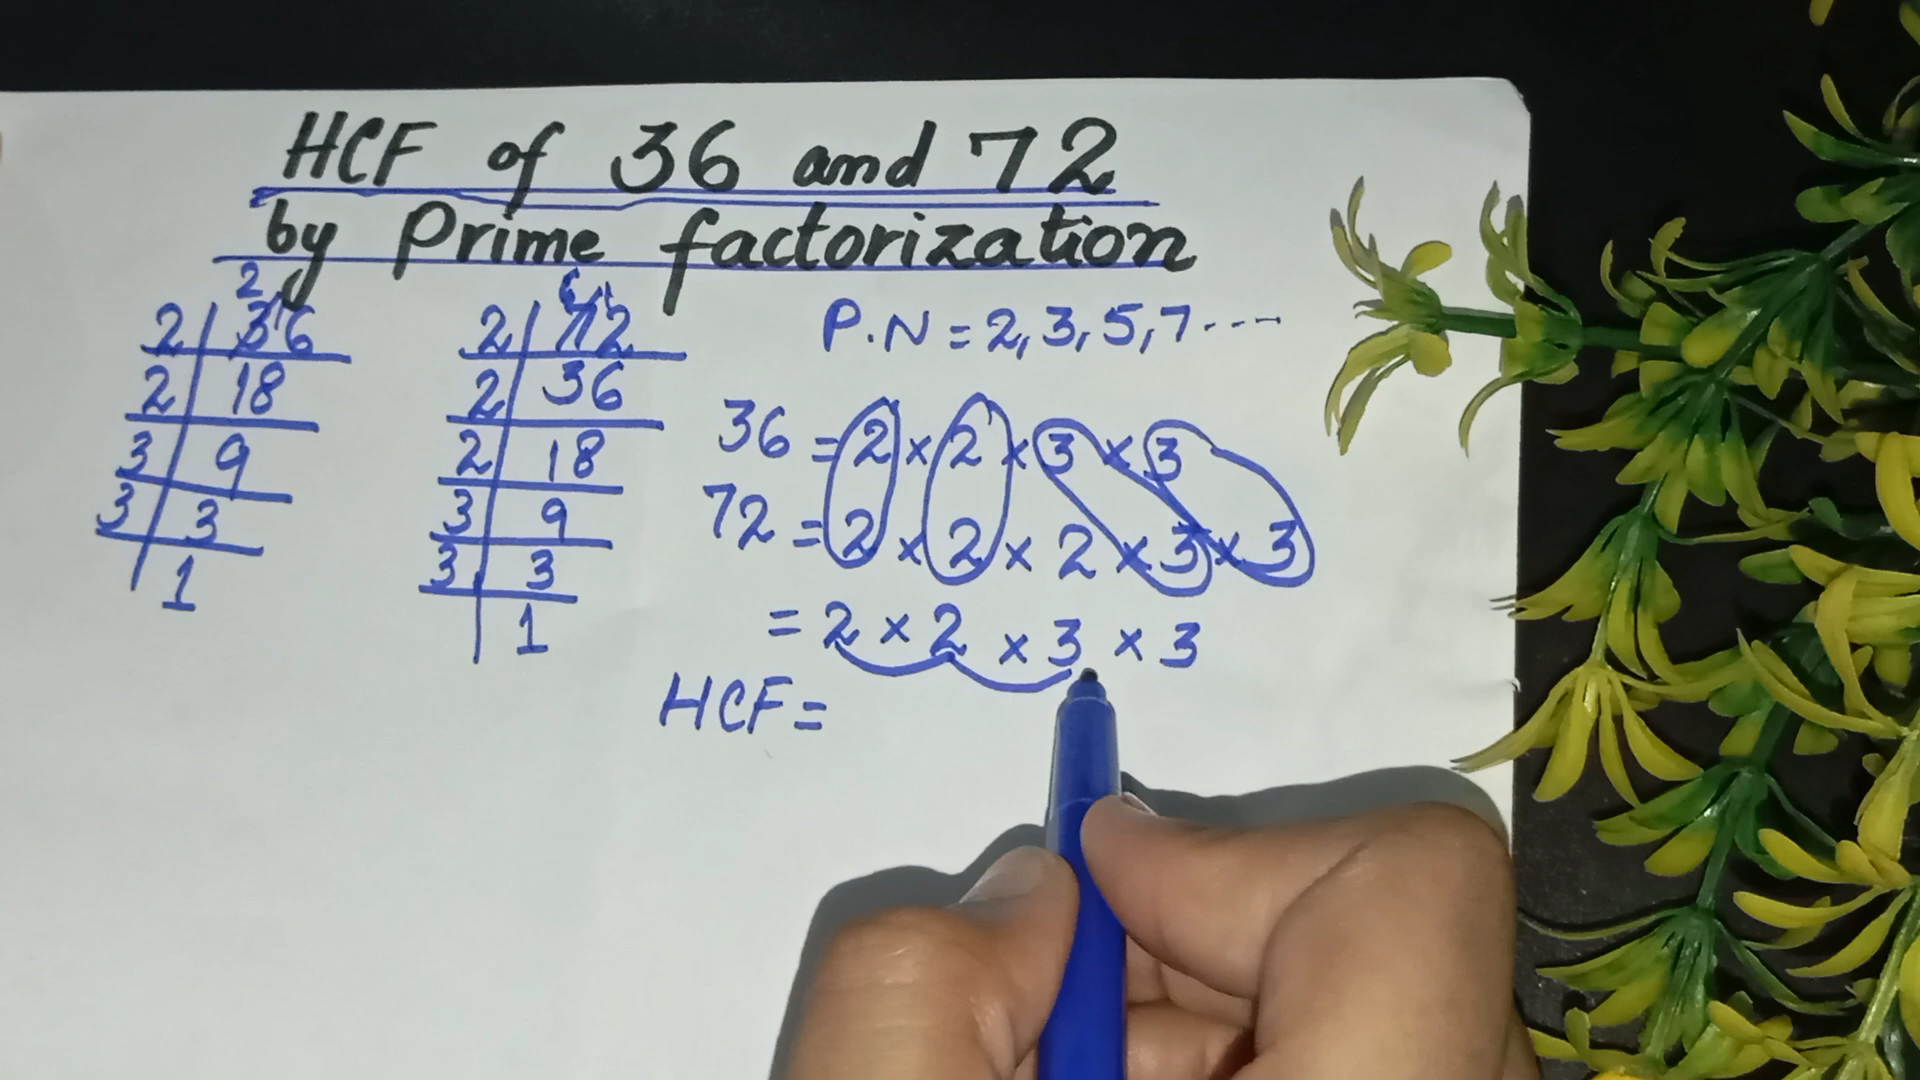 HCF of 36 and 72
by Prime factorization
2 | 36
2 | 18
3 | 9
3 | 3
1
2 | 72
2 | 36
2 | 18
3 | 9
3 | 3
1
P.N = 2, 3, 5, 7 ----
36 = 2 × 2 × 3 × 3
72 = 2 × 2 × 2 × 3 × 3
= 2 × 2 × 3 × 3
HCF =